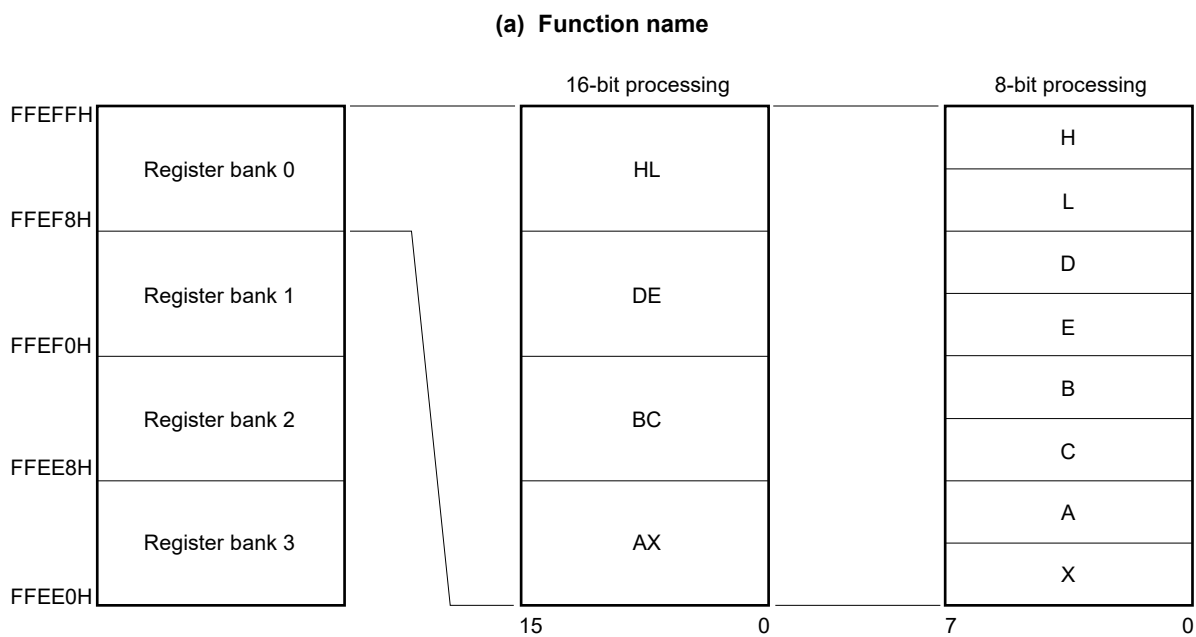 (a) Function name
16-bit processing 8-bit processing
FFEFFH
Register bank 0 HL H
L
FFEF8H
Register bank 1 DE D
E
FFEF0H
Register bank 2 BC B
C
FFEE8H
Register bank 3 AX A
X
FFEE0H
15 0 7 0